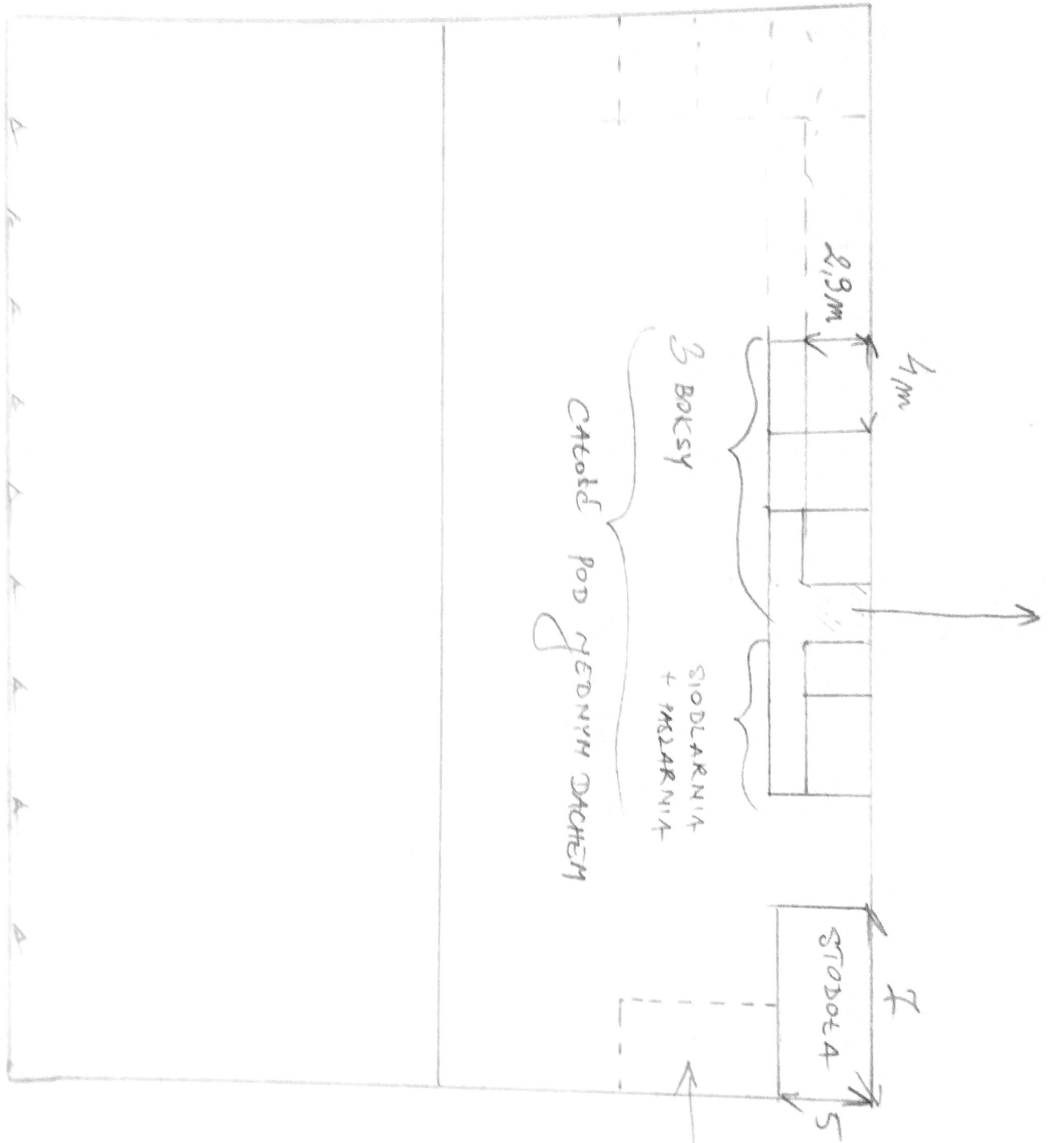 4m
7
5
2,9m
STODOŁA
3 BOKSY
SIODLARNIA
+ PASZARNIA
CAŁOŚĆ POD JEDNYM DACHEM